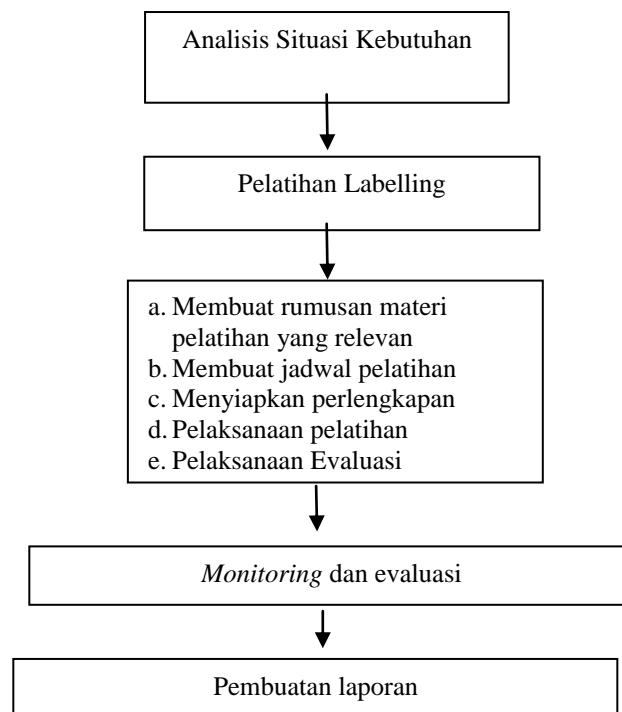 Analisis Situasi Kebutuhan
Pelatihan Labelling
a. Membuat rumusan materi
pelatihan yang relevan
b. Membuat jadwal pelatihan
c. Menyiapkan perlengkapan
d. Pelaksanaan pelatihan
e. Pelaksanaan Evaluasi
Monitoring dan evaluasi
Pembuatan laporan